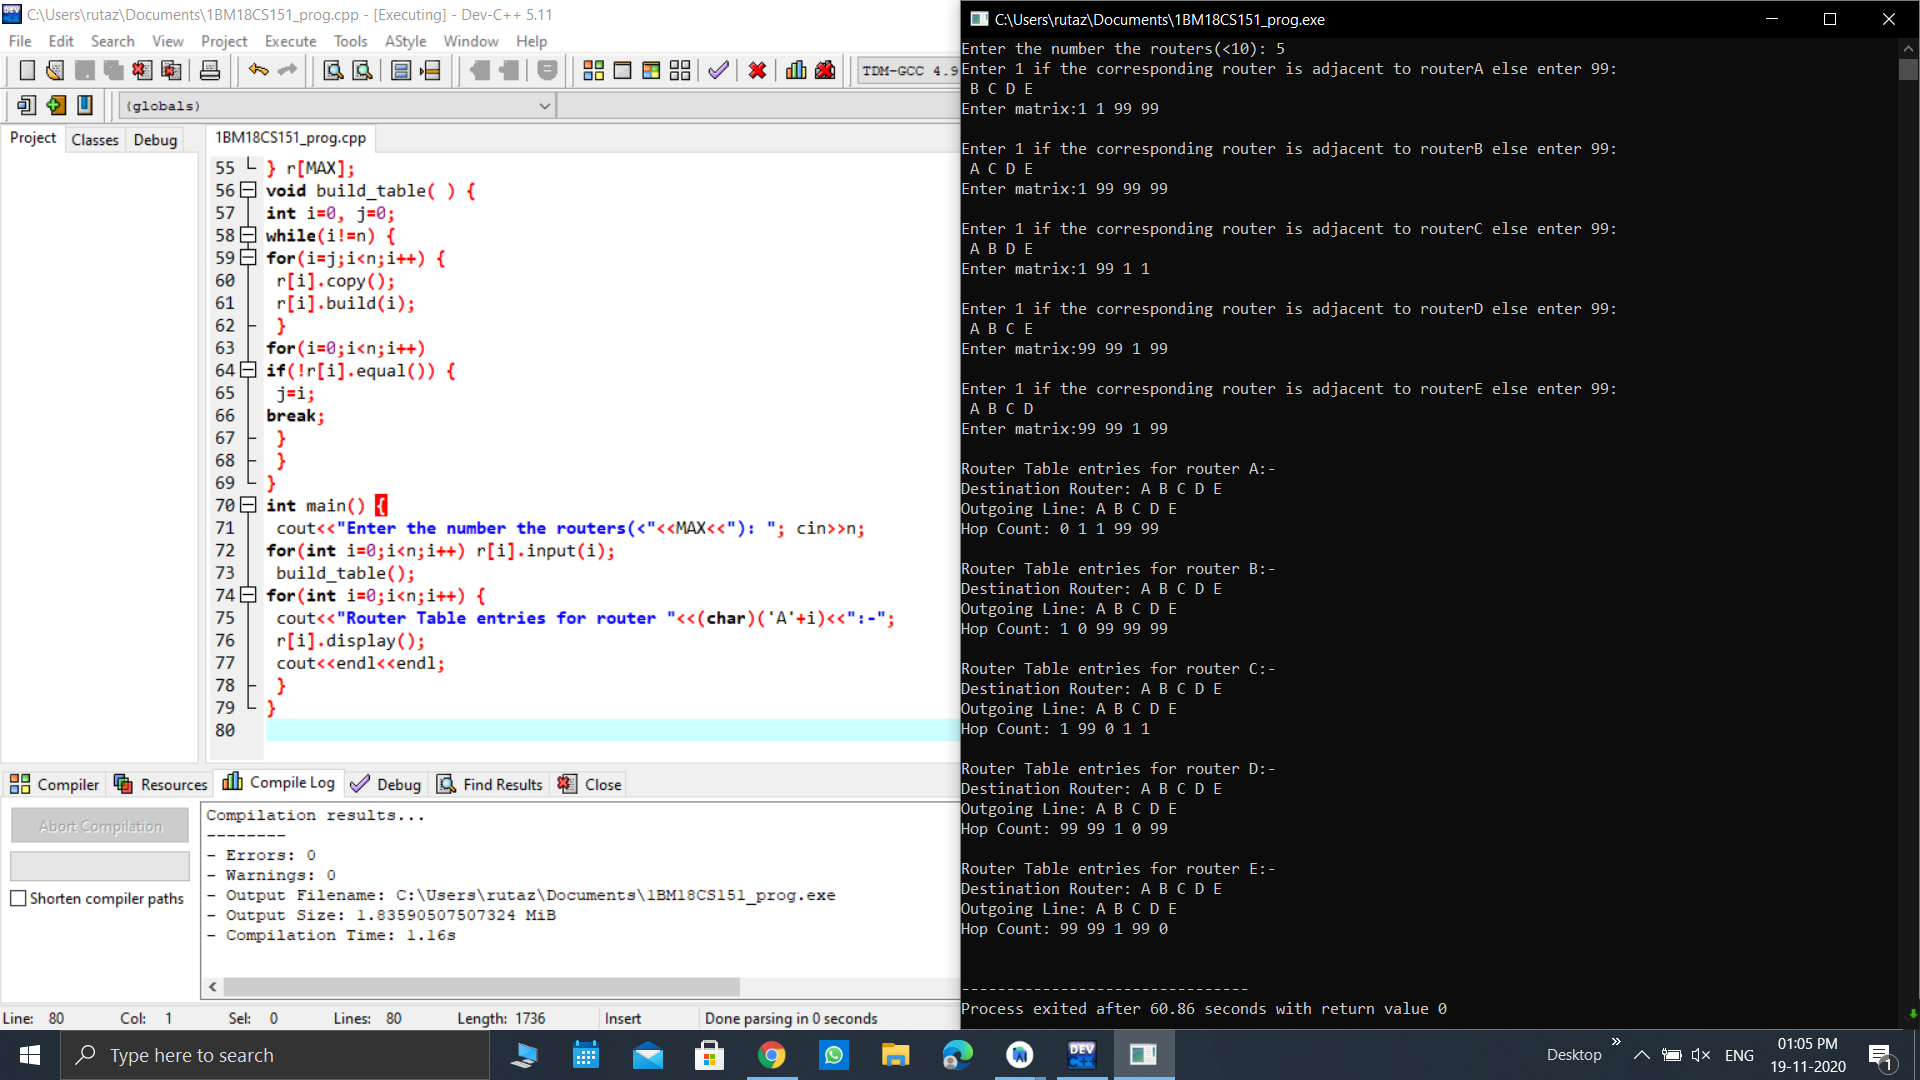 C:\Users\rutaz\Documents\1BM18CS151_prog.cpp - [Executing] - Dev-C++ 5.11
File Edit Search View Project Execute Tools AStyle Window Help
TDM-GCC 4.9
(globals)
Project Classes Debug
1BM18CS151_prog.cpp
55 } r[MAX];
56 void build_table( ) {
57 int i=0, j=0;
58 while(i!=n) {
59 for(i=j;i<n;i++) {
60 r[i].copy();
61 r[i].build(i);
62 }
63 for(i=0;i<n;i++)
64 if(!r[i].equal()) {
65 j=i;
66 break;
67 }
68 }
69 }
70 int main() {
71 cout<<"Enter the number the routers(<"<<MAX<<"): "; cin>>n;
72 for(int i=0;i<n;i++) r[i].input(i);
73 build_table();
74 for(int i=0;i<n;i++) {
75 cout<<"Router Table entries for router "<<(char)('A'+i)<<":-";
76 r[i].display();
77 cout<<endl<<endl;
78 }
79 }
80
Compiler Resources Compile Log Debug Find Results Close
Abort Compilation
Shorten compiler paths
Compilation results...
--------
- Errors: 0
- Warnings: 0
- Output Filename: C:\Users\rutaz\Documents\1BM18CS151_prog.exe
- Output Size: 1.83590507507324 MiB
- Compilation Time: 1.16s
Line: 80 Col: 1 Sel: 0 Lines: 80 Length: 1736 Insert Done parsing in 0 seconds
C:\Users\rutaz\Documents\1BM18CS151_prog.exe
Enter the number the routers(<10): 5
Enter 1 if the corresponding router is adjacent to routerA else enter 99:
B C D E
Enter matrix:1 1 99 99
Enter 1 if the corresponding router is adjacent to routerB else enter 99:
A C D E
Enter matrix:1 99 99 99
Enter 1 if the corresponding router is adjacent to routerC else enter 99:
A B D E
Enter matrix:1 99 1 1
Enter 1 if the corresponding router is adjacent to routerD else enter 99:
A B C E
Enter matrix:99 99 1 99
Enter 1 if the corresponding router is adjacent to routerE else enter 99:
A B C D
Enter matrix:99 99 1 99
Router Table entries for router A:-
Destination Router: A B C D E
Outgoing Line: A B C D E
Hop Count: 0 1 1 99 99
Router Table entries for router B:-
Destination Router: A B C D E
Outgoing Line: A B C D E
Hop Count: 1 0 99 99 99
Router Table entries for router C:-
Destination Router: A B C D E
Outgoing Line: A B C D E
Hop Count: 1 99 0 1 1
Router Table entries for router D:-
Destination Router: A B C D E
Outgoing Line: A B C D E
Hop Count: 99 99 1 0 99
Router Table entries for router E:-
Destination Router: A B C D E
Outgoing Line: A B C D E
Hop Count: 99 99 1 99 0
--------------------------------
Process exited after 60.86 seconds with return value 0
Type here to search
DEV C++
Desktop
ENG
01:05 PM
19-11-2020
1